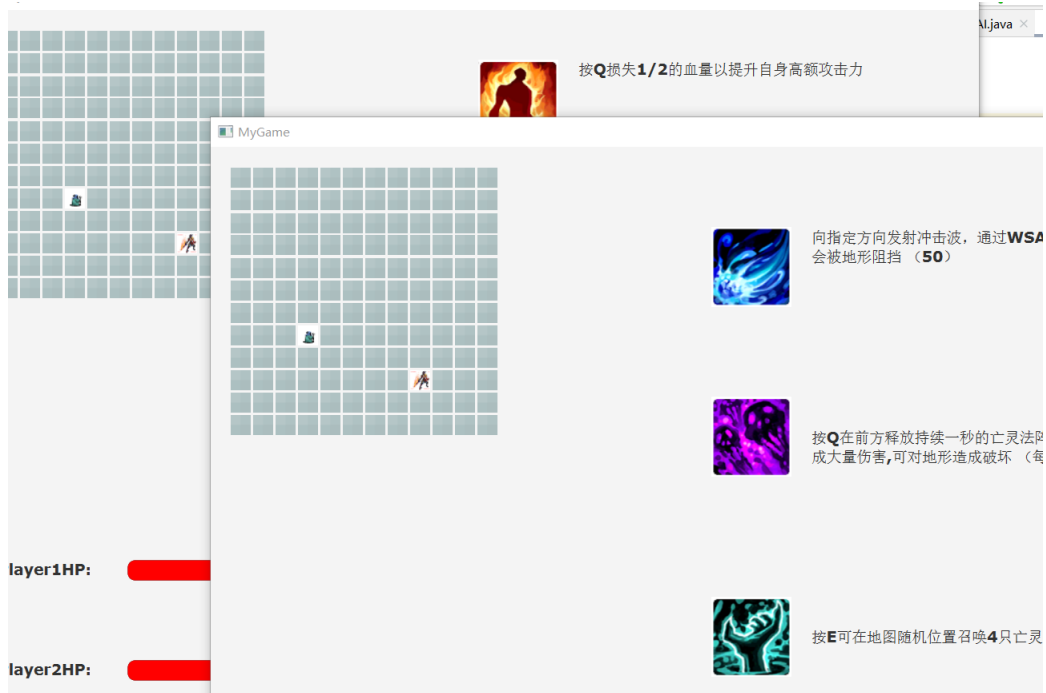 AI.java
按Q损失1/2的血量以提升自身高额攻击力
MyGame
向指定方向发射冲击波，通过WSA
会被地形阻挡 （50）
按Q在前方释放持续一秒的亡灵法阵
成大量伤害,可对地形造成破坏 （每
按E可在地图随机位置召唤4只亡灵
layer1HP:
layer2HP: